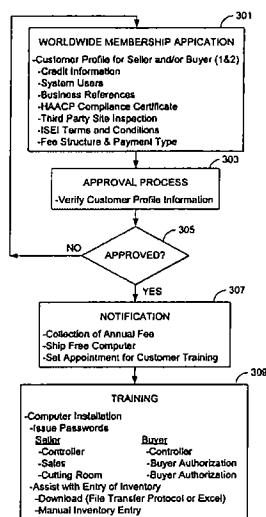 301
WORLDWIDE MEMBERSHIP APPICATION
-Customer Profile for Seller and/or Buyer (1&2)
-Credit Information
-System Users
-Business References
-HAACP Compliance Certificate
-Third Party Site Inspection
-ISEI Terms and Conditions
-Fee Structure & Payment Type
303
APPROVAL PROCESS
-Verify Customer Profile Information
305
NO
APPROVED?
YES
307
NOTIFICATION
-Collection of Annual Fee
-Ship Free Computer
-Set Appointment for Customer Training
309
TRAINING
-Computer Installation
-Issue Passwords
Seller Buyer
-Controller -Controller
-Sales -Buyer Authorization
-Cutting Room -Buyer Authorization
-Assist with Entry of Inventory
-Download (File Transfer Protocol or Excel)
-Manual Inventory Entry